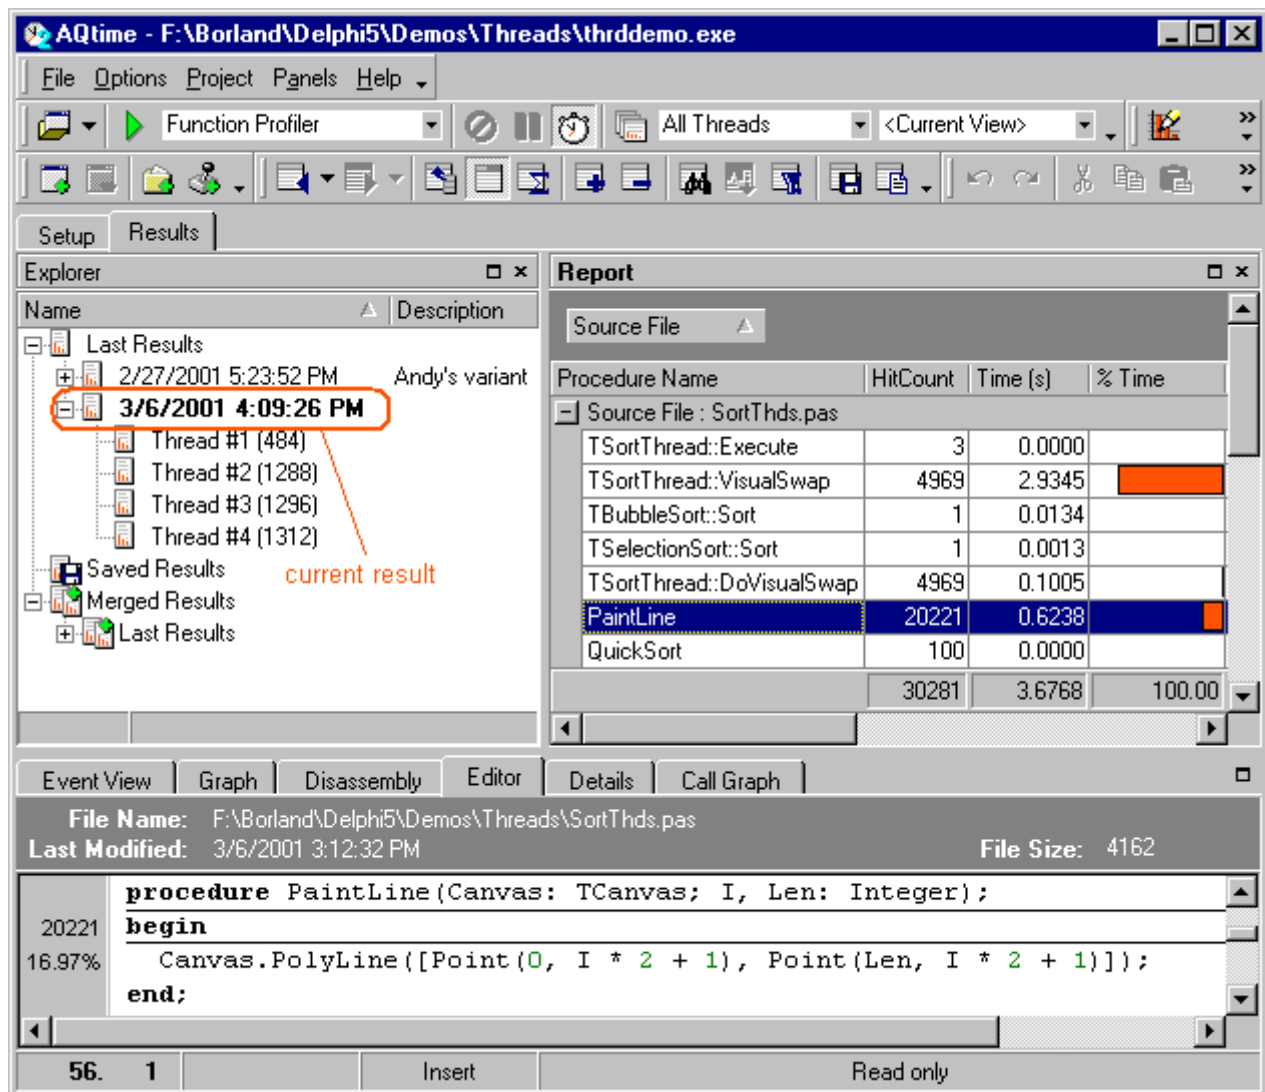 AQtime - F:\Borland\Delphi5\Demos\Threads\thrddemo.exe
File Options Project Panels Help
Function Profiler All Threads <Current View>
Setup Results
Explorer
Name Description
Last Results
2/27/2001 5:23:52 PM Andy's variant
3/6/2001 4:09:26 PM
Thread #1 (484)
Thread #2 (1288)
Thread #3 (1296)
Thread #4 (1312)
Saved Results
current result
Merged Results
Last Results
Report
Source File
Procedure Name HitCount Time (s) % Time
Source File : SortThds.pas
TSortThread::Execute 3 0.0000
TSortThread::VisualSwap 4969 2.9345
TBubbleSort::Sort 1 0.0134
TSelectionSort::Sort 1 0.0013
TSortThread::DoVisualSwap 4969 0.1005
PaintLine 20221 0.6238
QuickSort 100 0.0000
30281 3.6768 100.00
Event View Graph Disassembly Editor Details Call Graph
File Name: F:\Borland\Delphi5\Demos\Threads\SortThds.pas
Last Modified: 3/6/2001 3:12:32 PM File Size: 4162
procedure PaintLine(Canvas: TCanvas; I, Len: Integer);
20221 begin
16.97% Canvas.PolyLine([Point(0, I * 2 + 1), Point(Len, I * 2 + 1)]);
end;
56. 1 Insert Read only